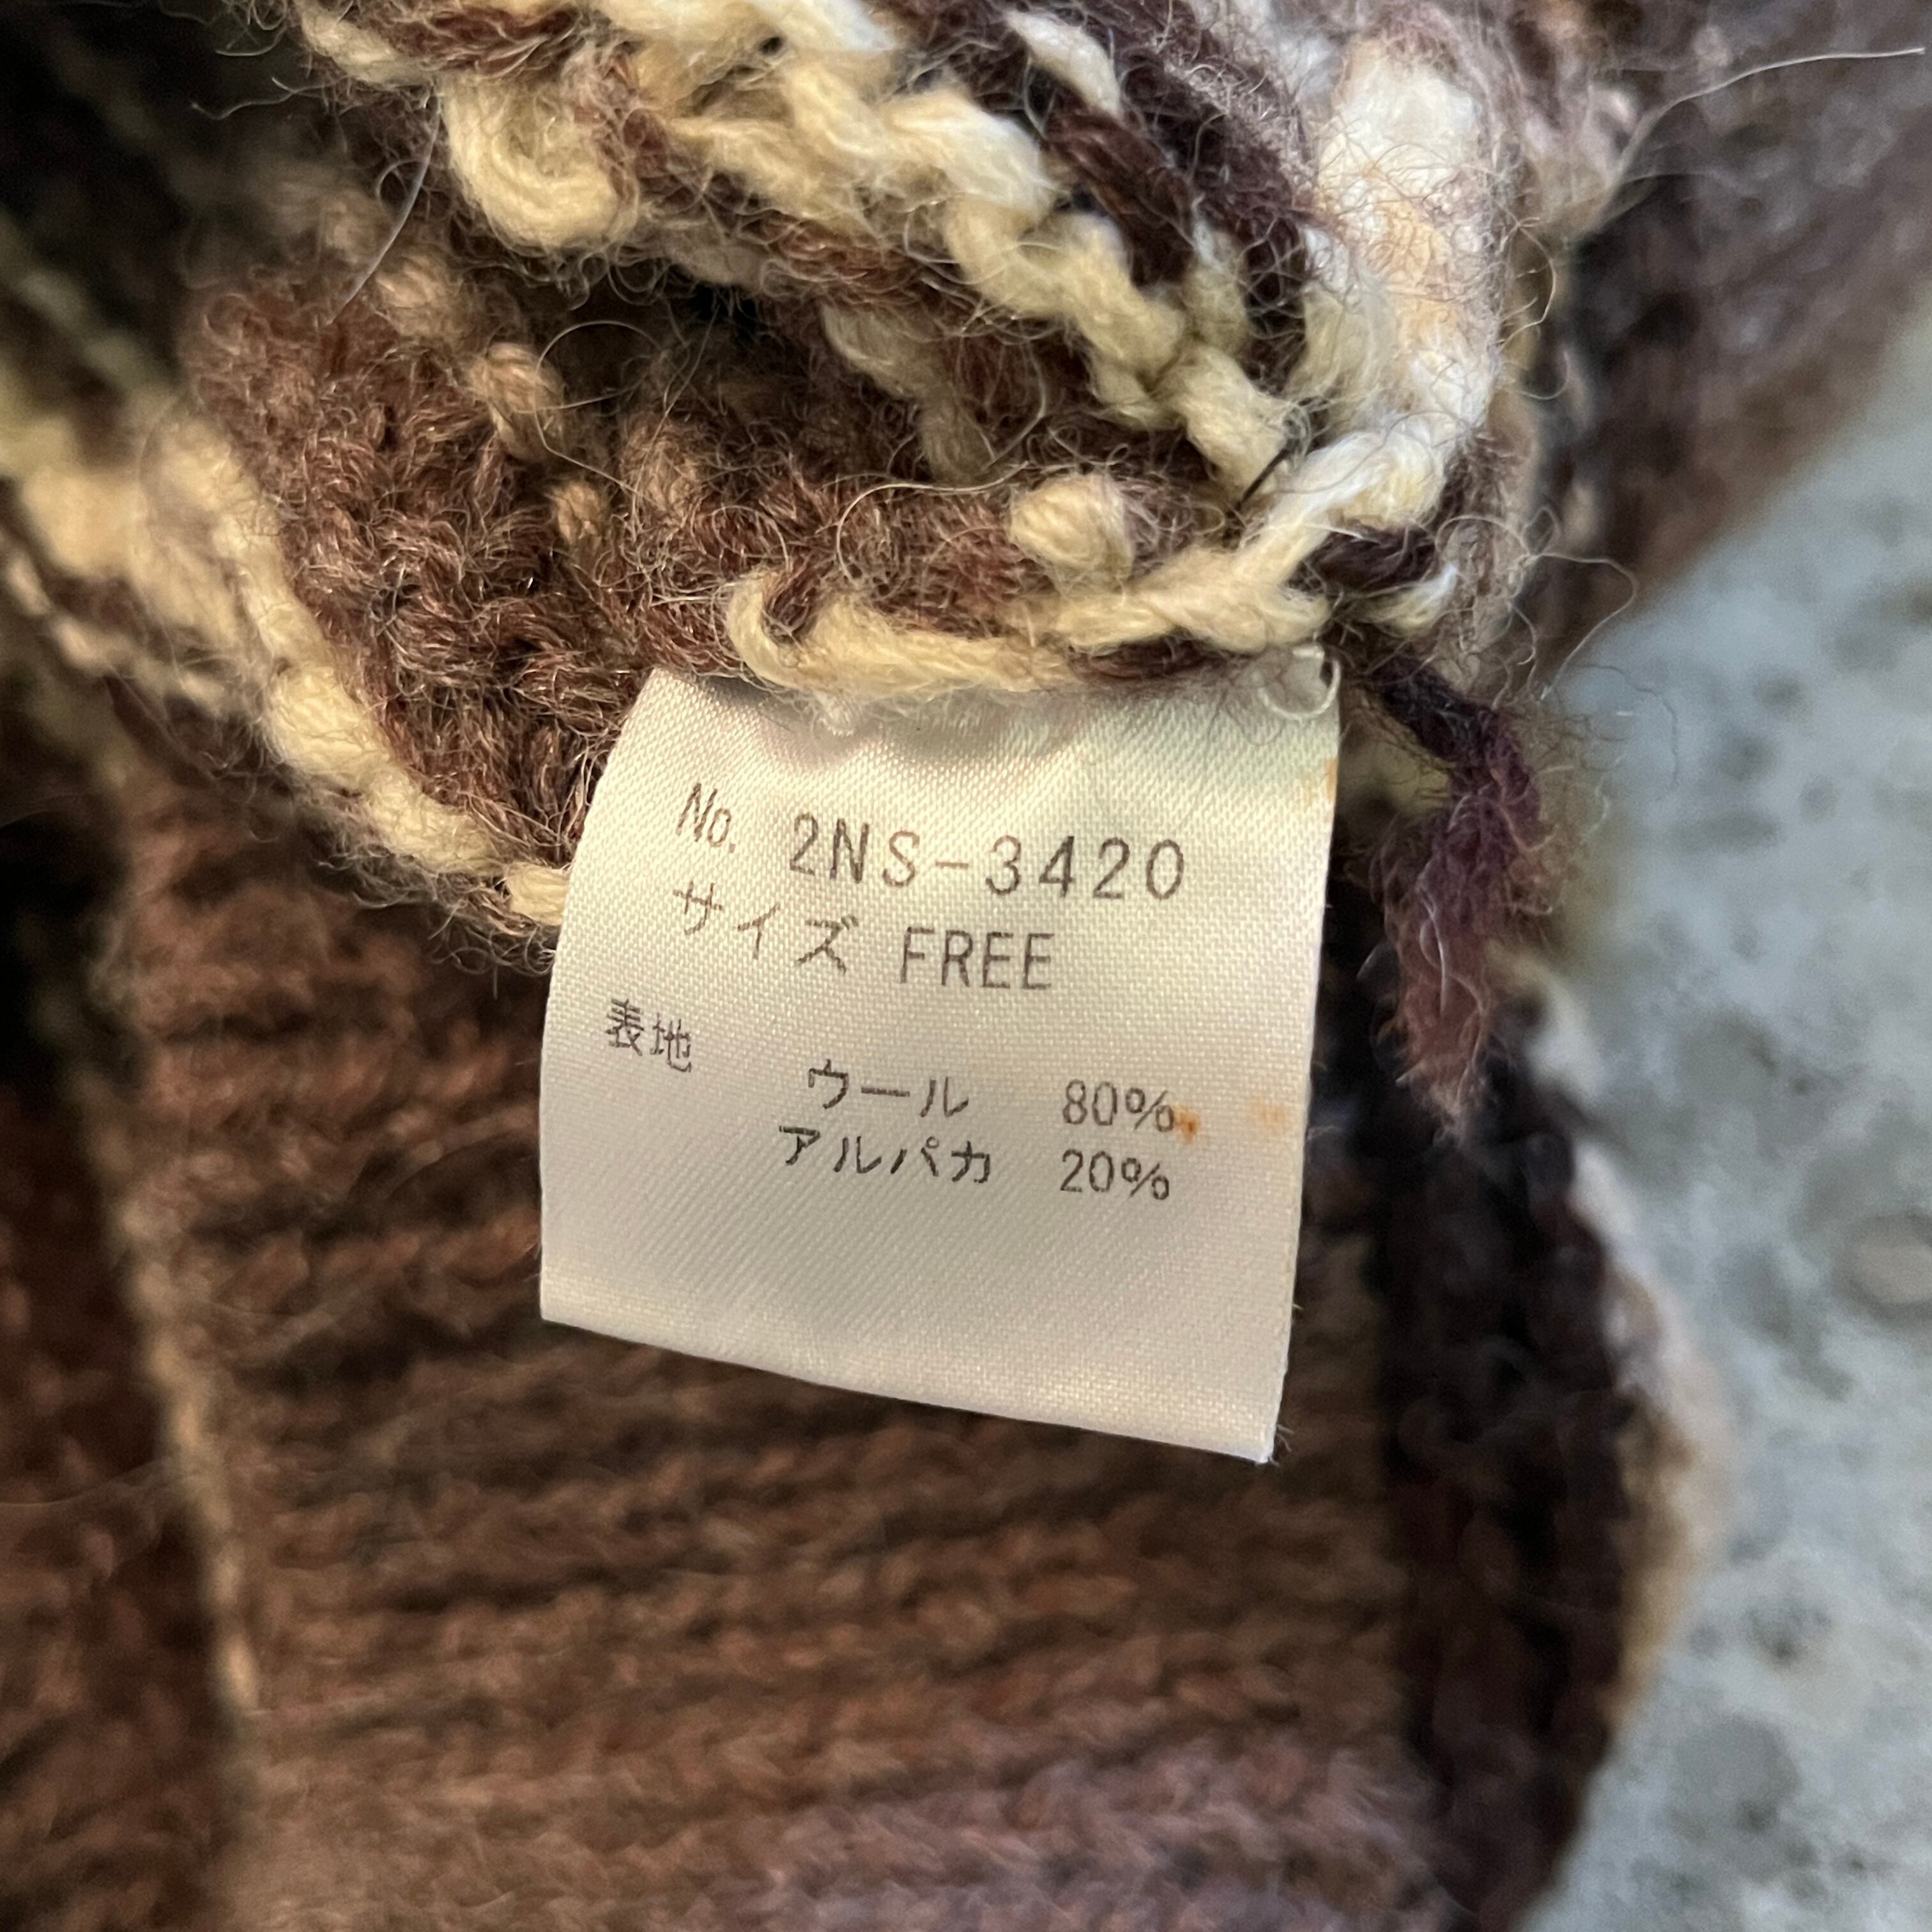 No. 2NS-3420
サイズ FREE
表地
ウール 80%
アルパカ 20%